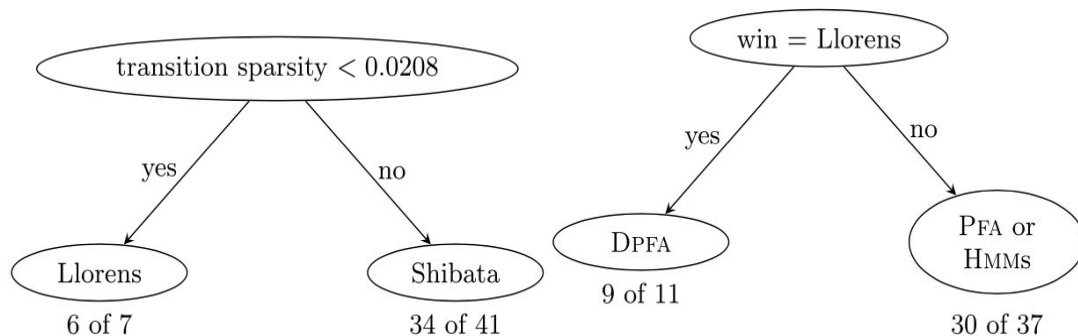 transition sparsity < 0.0208
yes
no
Llorens
Shibata
6 of 7
34 of 41
win = Llorens
yes
no
DPFA
PFA or
HMMs
9 of 11
30 of 37